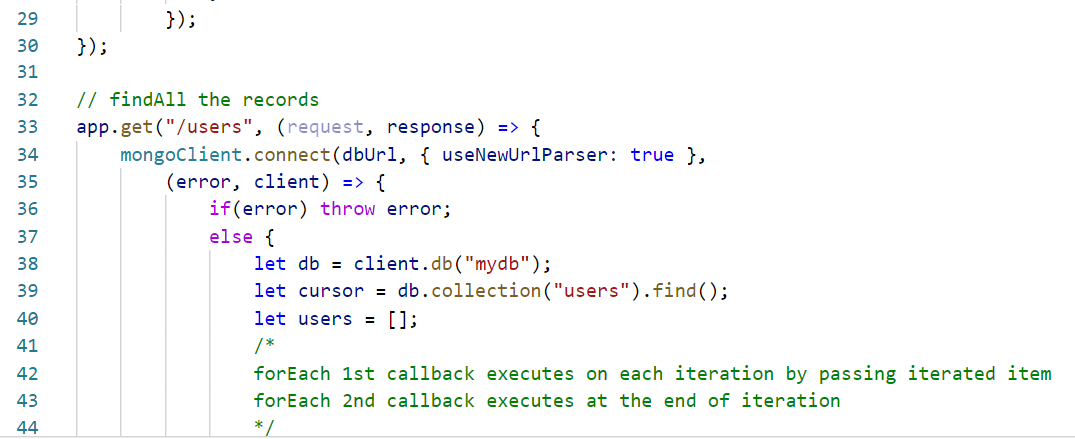 29 });
30 });
31
32 // findAll the records
33 app.get("/users", (request, response) => {
34 mongoClient.connect(dbUrl, { useNewUrlParser: true },
35 (error, client) => {
36 if(error) throw error;
37 else {
38 let db = client.db("mydb");
39 let cursor = db.collection("users").find();
40 let users = [];
41 /*
42 forEach 1st callback executes on each iteration by passing iterated item
43 forEach 2nd callback executes at the end of iteration
44 */